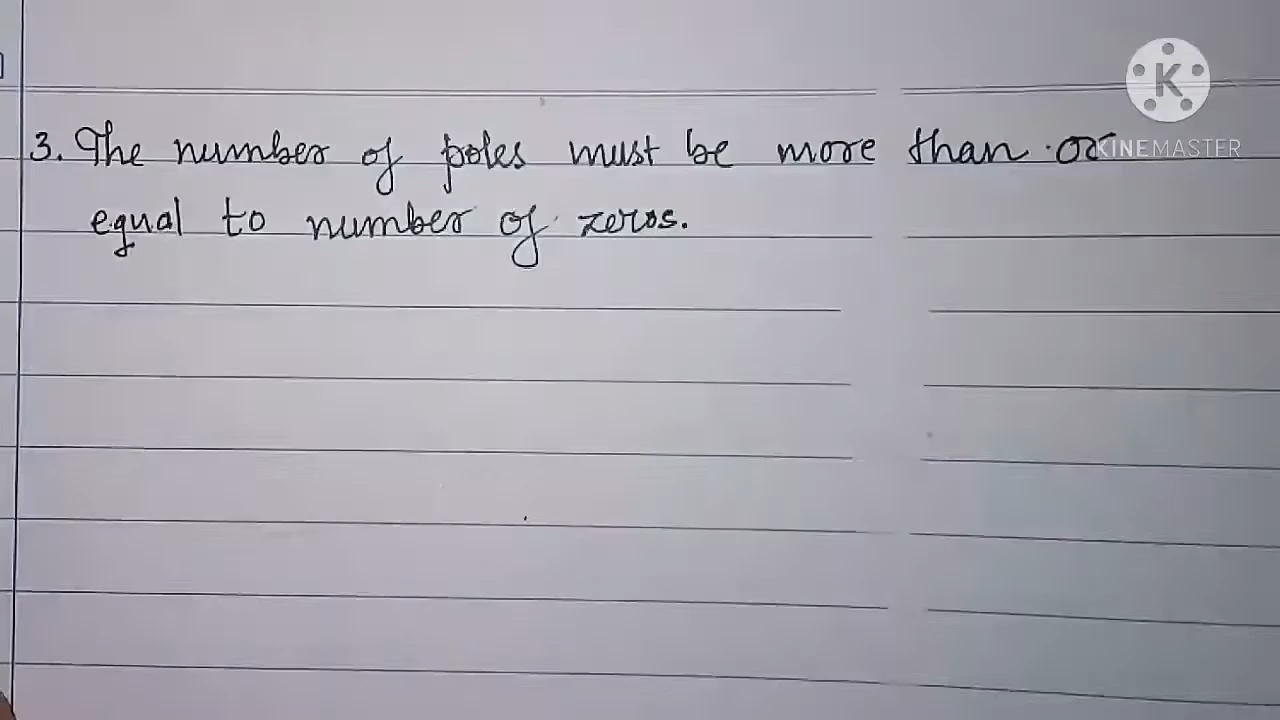 3. The number of poles must be more than or
KINEMASTER
equal to number of zeros.